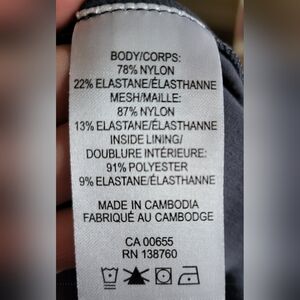 BODY/CORPS:
78% NYLON
22% ELASTANE/ÉLASTHANNE
MESH/MAILLE:
87% NYLON
13% ELASTANE/ÉLASTHANNE
INSIDE LINING/
DOUBLURE INTÉRIEURE:
91% POLYESTER
9% ELASTANE/ÉLASTHANNE
MADE IN CAMBODIA
FABRIQUÉ AU CAMBODGE
CA 00655
RN 138760